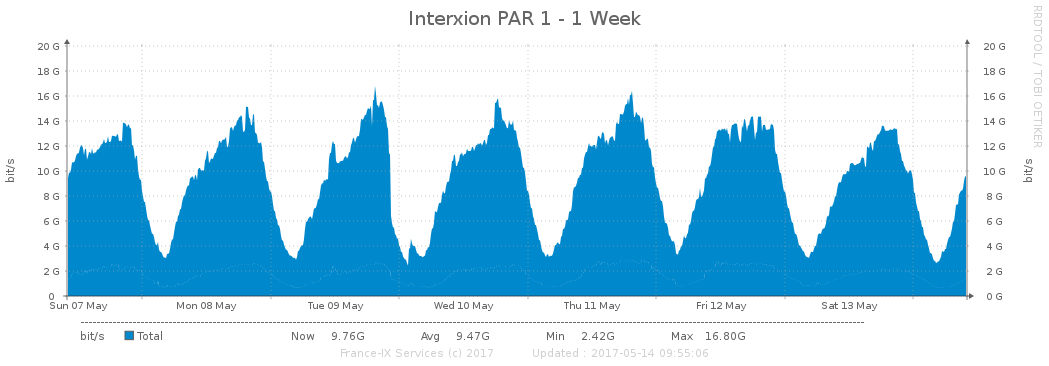 Interxion PAR 1 - 1 Week
RRDTOOL / TOBI OETIKER
20 G 20 G
18 G 18 G
16 G 16 G
14 G 14 G
12 G 12 G
10 G 10 G
8 G 8 G
6 G 6 G
4 G 4 G
2 G 2 G
0 0 G
bit/s
bit/s
Sun 07 May Mon 08 May Tue 09 May Wed 10 May Thu 11 May Fri 12 May Sat 13 May
bit/s Total Now 9.76G Avg 9.47G Min 2.42G Max 16.80G
France-IX Services (c) 2017 Updated : 2017-05-14 09:55:06